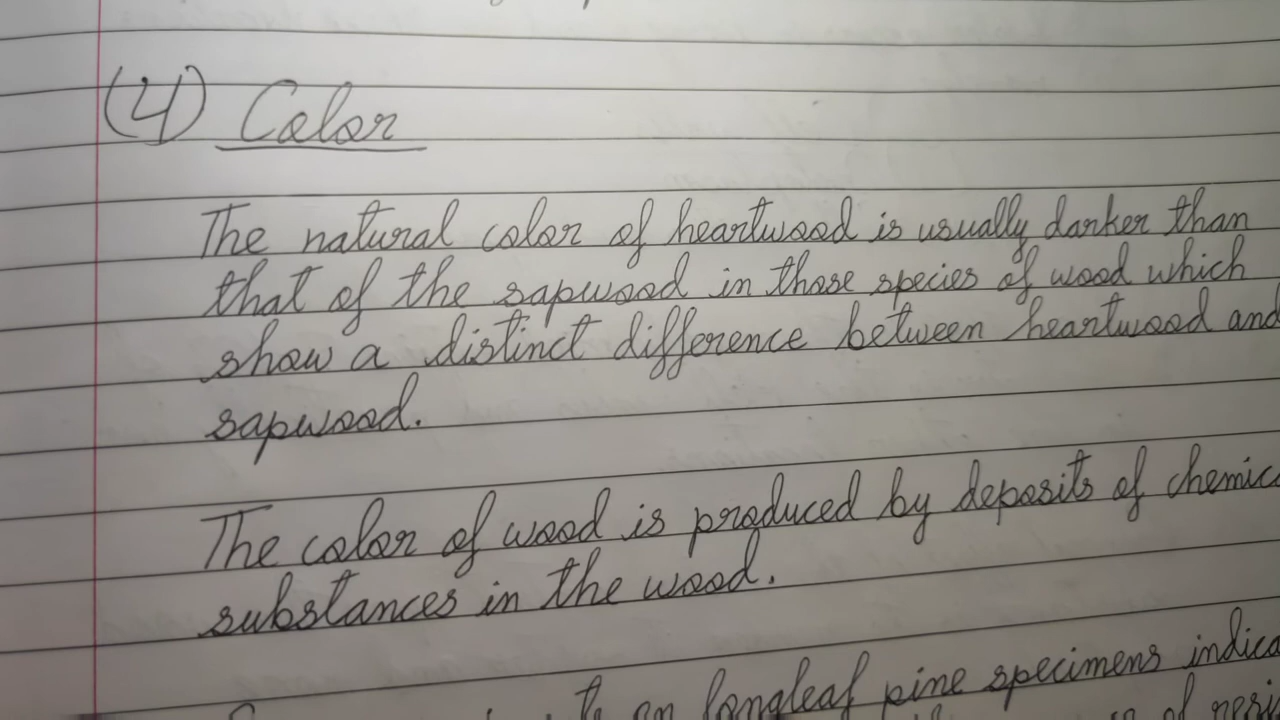 (4) Color
The natural color of heartwood is usually darker than
that of the sapwood in those species of wood which
show a distinct difference between heartwood and
sapwood.
The color of wood is produced by deposits of chemic
substances in the wood.
on longleaf pine specimens indica
of resi